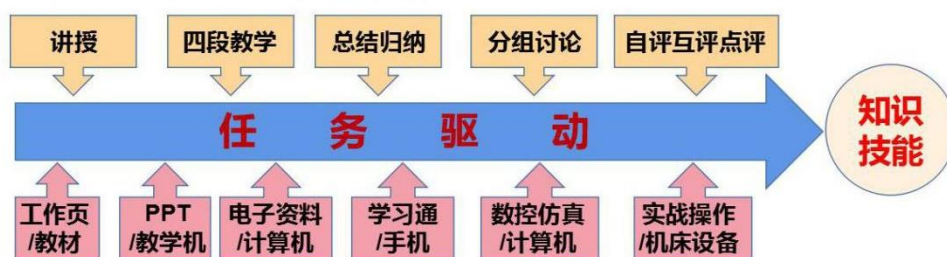 讲授
四段教学
总结归纳
分组讨论
自评互评点评
任务驱动
知识
技能
工作页
/教材
PPT
/教学机
电子资料
/计算机
学习通
/手机
数控仿真
/计算机
实战操作
/机床设备